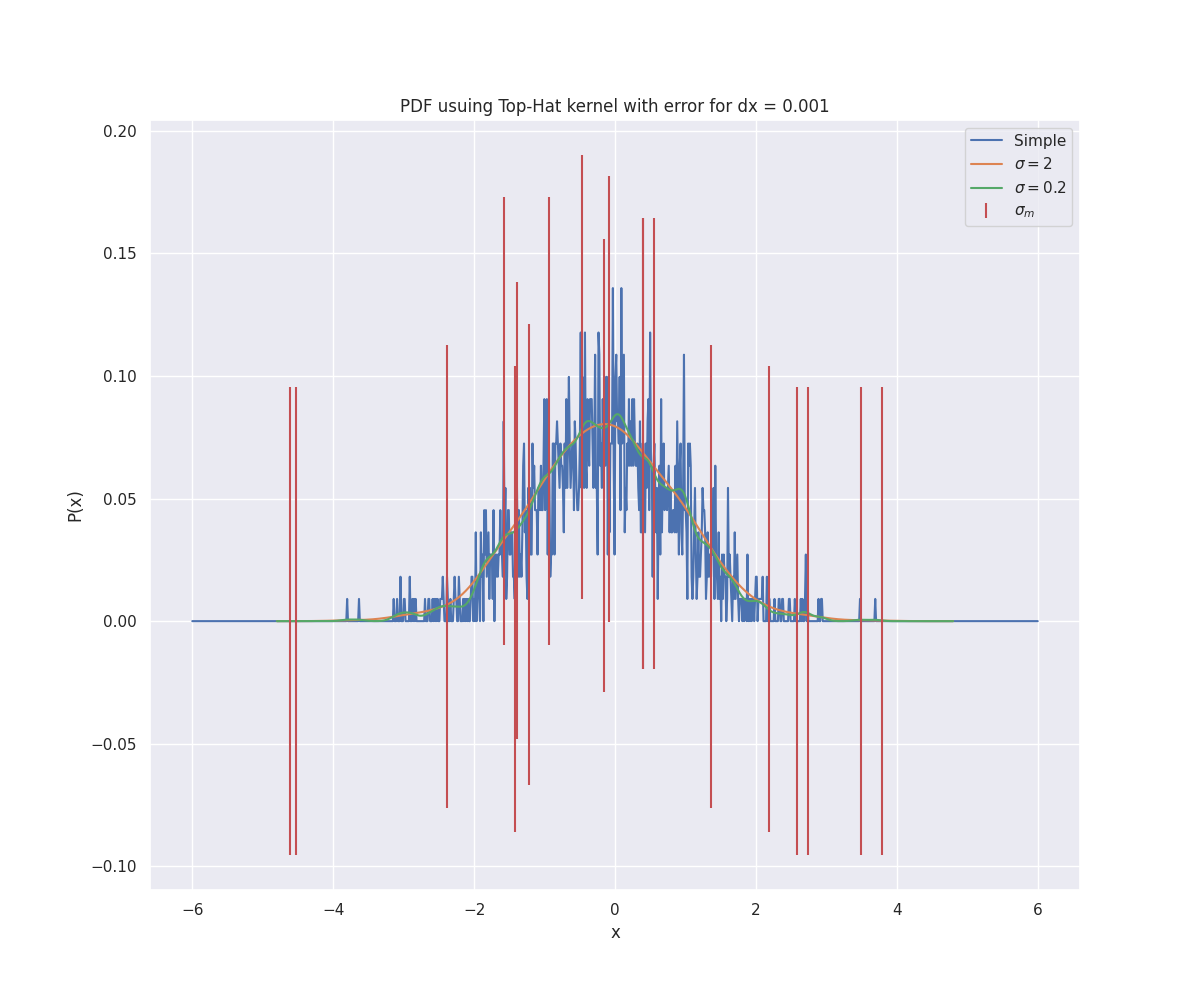 PDF usuing Top-Hat kernel with error for dx = 0.001
Simple
σ = 2
σ = 0.2
σm
0.20
0.15
0.10
0.05
0.00
−0.05
−0.10
P(x)
−6 −4 −2 0 2 4 6
x